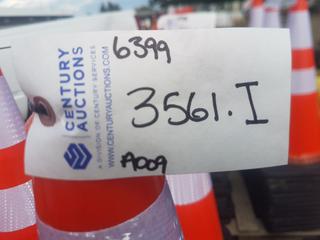 6399
3561.I
A009
CENTURY
AUCTIONS
A DIVISION OF CENTURY SERVICES
WWW.CENTURYAUCTIONS.COM